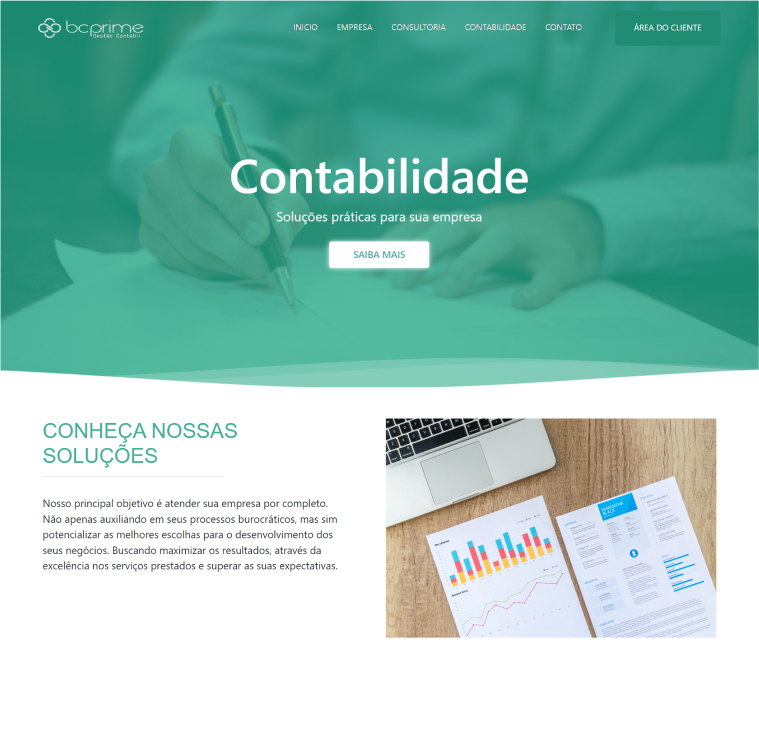 bcprime
Gestão Contábil
INICIO EMPRESA CONSULTORIA CONTABILIDADE CONTATO ÁREA DO CLIENTE
Contabilidade
Soluções práticas para sua empresa
SAIBA MAIS
CONHEÇA NOSSAS
SOLUÇÕES
Nosso principal objetivo é atender sua empresa por completo.
Não apenas auxiliando em seus processos burocráticos, mas sim
potencializar as melhores escolhas para o desenvolvimento dos
seus negócios. Buscando maximizar os resultados, através da
excelência nos serviços prestados e superar as suas expectativas.
SAMANTHA
BLACK